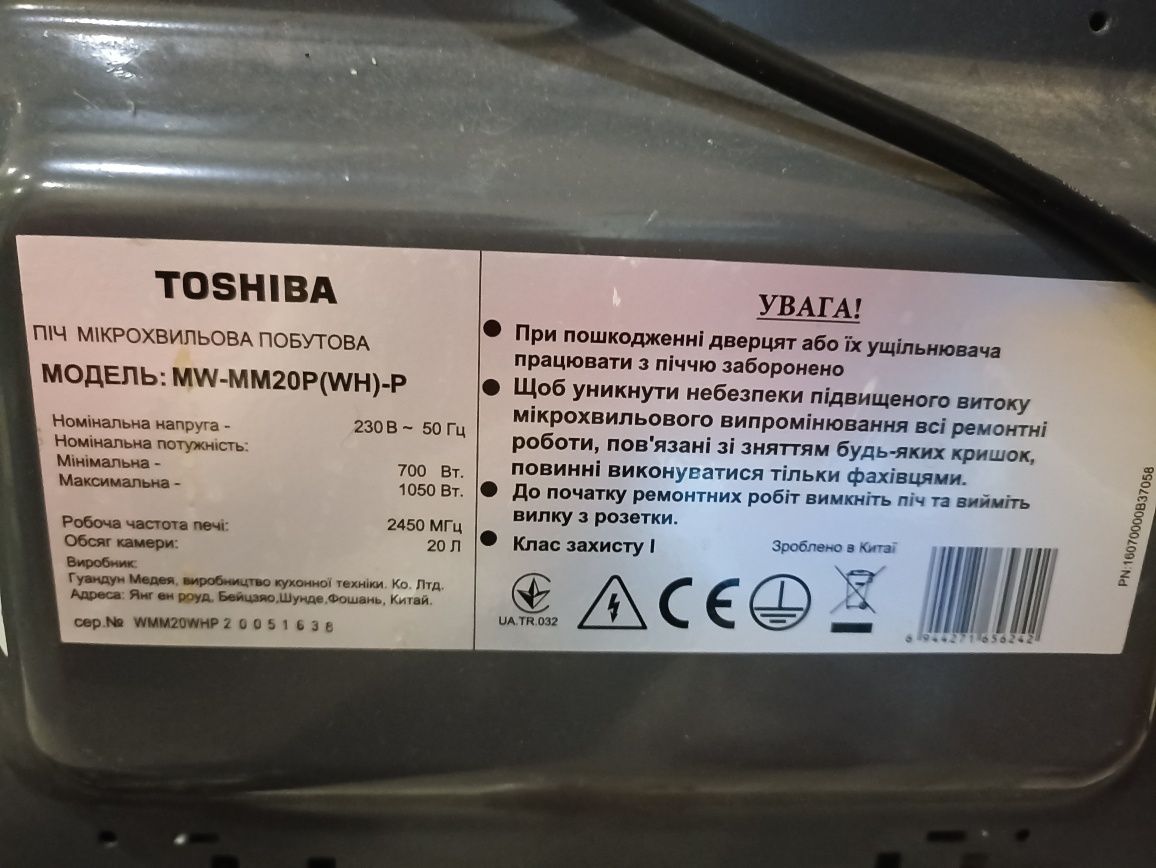 TOSHIBA
ПІЧ МІКРОХВИЛЬОВА ПОБУТОВА
МОДЕЛЬ: MW-MM20P(WH)-P
Номінальна напруга - 230 В ~ 50 Гц
Номінальна потужність:
Мінімальна - 700 Вт.
Максимальна - 1050 Вт.
Робоча частота печі: 2450 МГц
Обсяг камери: 20 Л
Виробник:
Гуандун Медея, виробництво кухонної техніки. Ко. Лтд.
Адреса: Янг ен роуд, Бейцзяо,Шунде,Фошань, Китай.
сер.№ WMM20WHP 2 0 0 5 1 6 3 8
УВАГА!
● При пошкодженні дверцят або їх ущільнювача
працювати з піччю заборонено
● Щоб уникнути небезпеки підвищеного витоку
мікрохвильового випромінювання всі ремонтні
роботи, пов'язані зі зняттям будь-яких кришок,
повинні виконуватися тільки фахівцями.
● До початку ремонтних робіт вимкніть піч та вийміть
вилку з розетки.
● Клас захисту І
Зроблено в Китаї
UA.TR.032
CE
6 944271 656242
PN:16070000B37058